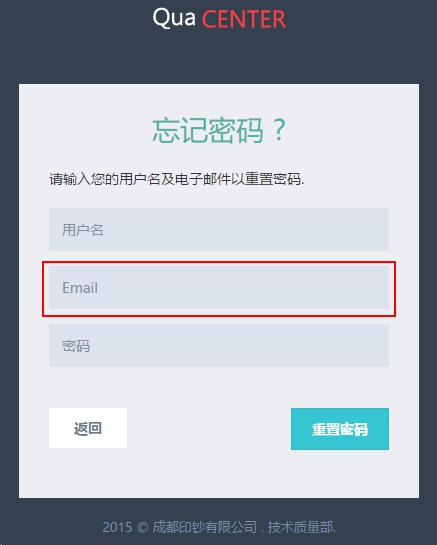 Qua CENTER
忘记密码？
请输入您的用户名及电子邮件以重置密码.
用户名
Email
密码
返回 重置密码
2015 © 成都印钞有限公司 . 技术质量部.